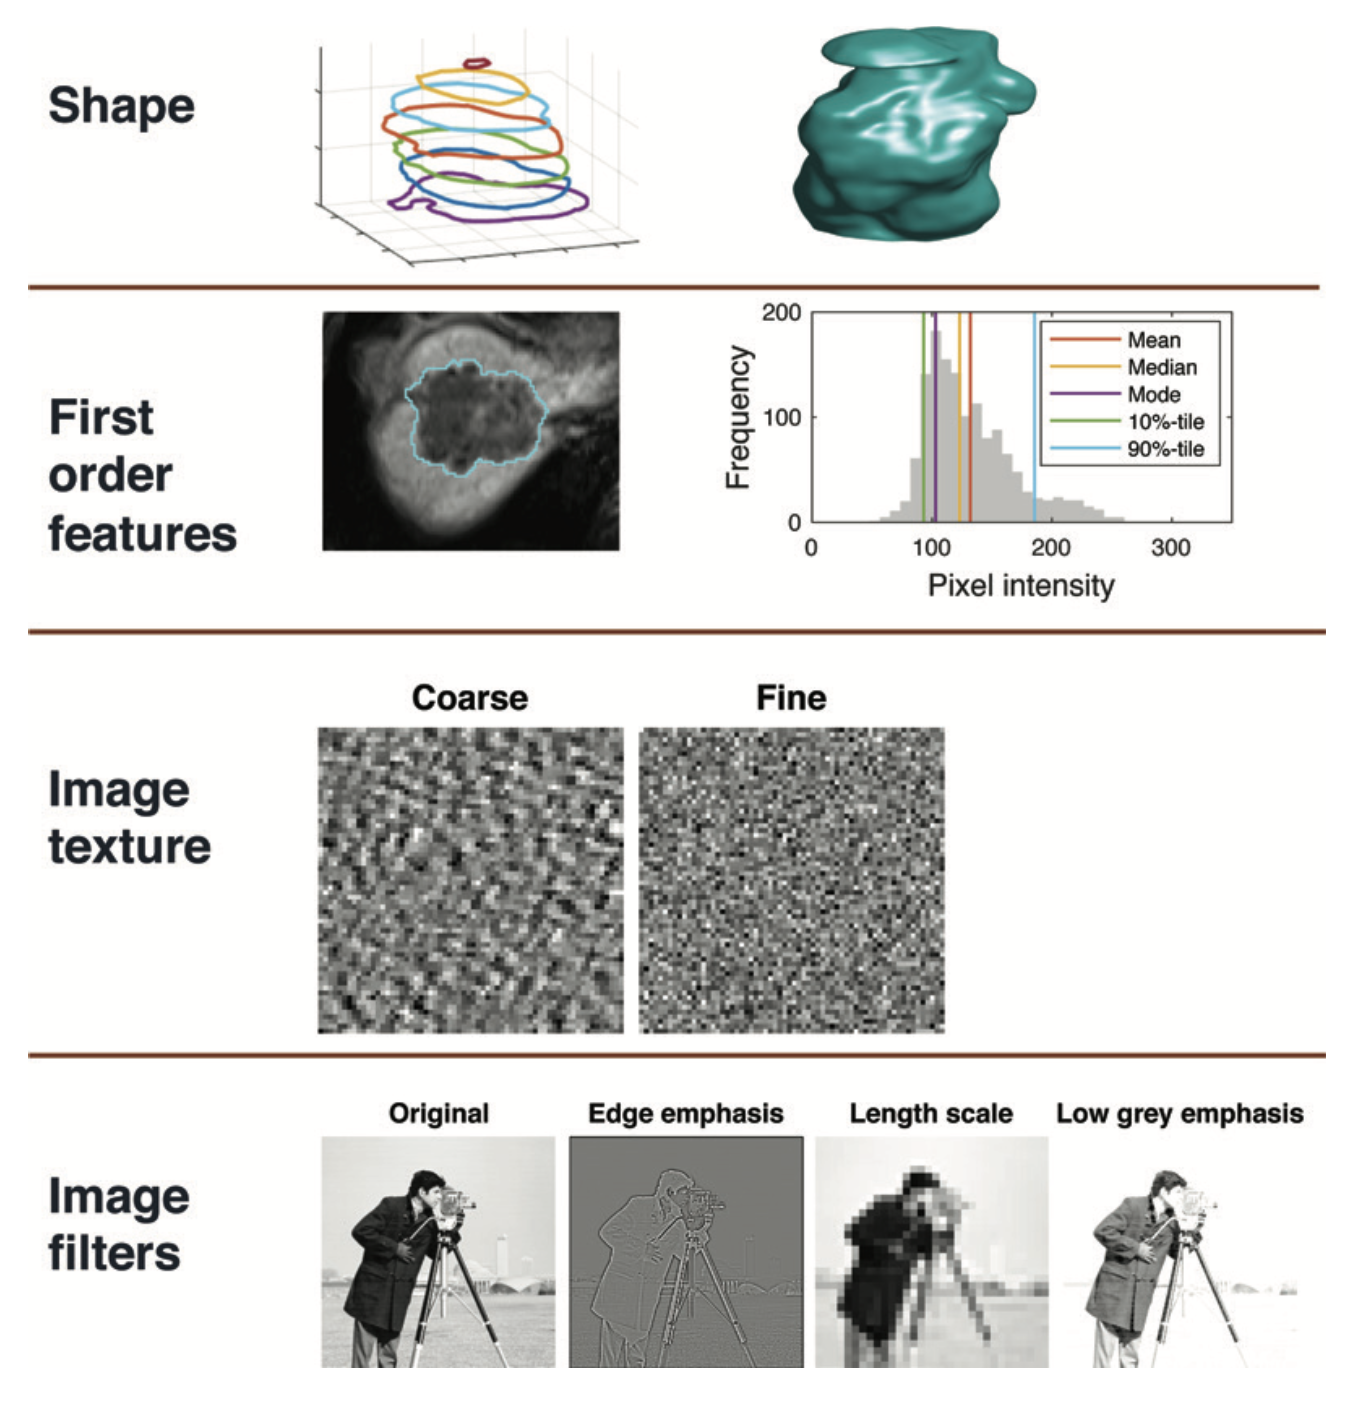 Shape
First
order
features
200
100
0
0
100
200
300
Frequency
Pixel intensity
Mean
Median
Mode
10%-tile
90%-tile
Image
texture
Coarse
Fine
Image
filters
Original
Edge emphasis
Length scale
Low grey emphasis